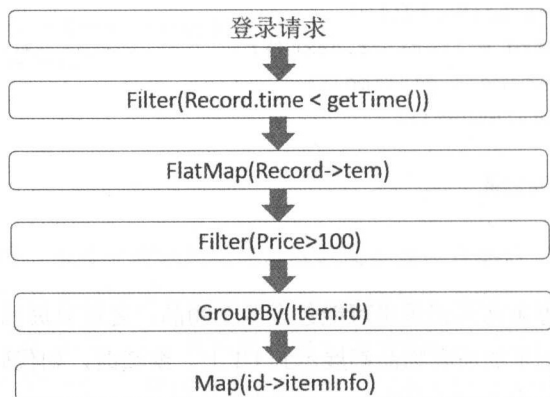 登录请求
Filter(Record.time < getTime())
FlatMap(Record->tem)
Filter(Price>100)
GroupBy(Item.id)
Map(id->itemInfo)